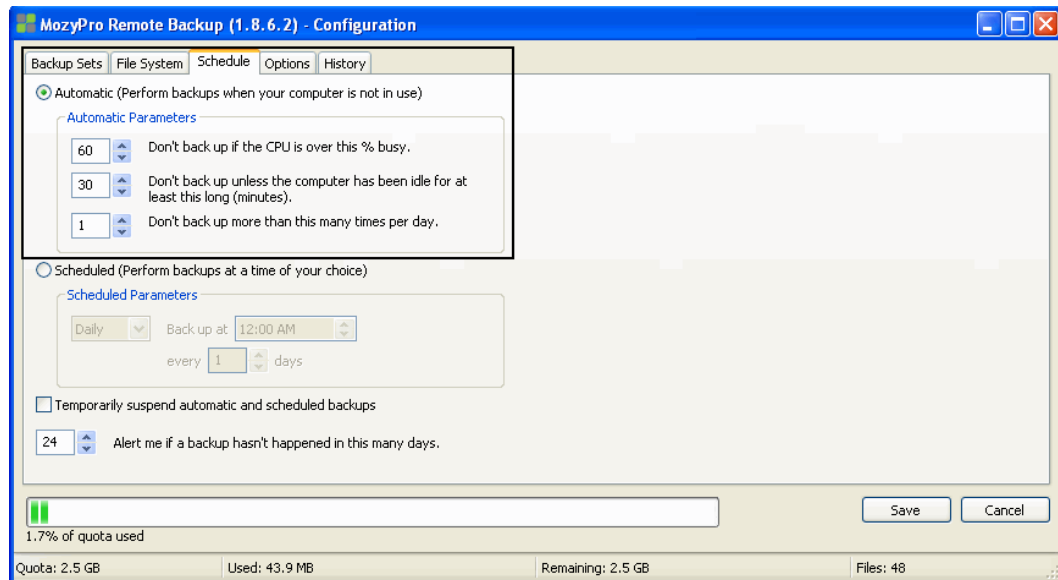 MozyPro Remote Backup (1.8.6.2) - Configuration
Backup Sets File System Schedule Options History
Automatic (Perform backups when your computer is not in use)
Automatic Parameters
60 Don't back up if the CPU is over this % busy.
30 Don't back up unless the computer has been idle for at
least this long (minutes).
1 Don't back up more than this many times per day.
Scheduled (Perform backups at a time of your choice)
Scheduled Parameters
Daily Back up at 12:00 AM
every 1 days
Temporarily suspend automatic and scheduled backups
24 Alert me if a backup hasn't happened in this many days.
Save Cancel
1.7% of quota used
Quota: 2.5 GB Used: 43.9 MB Remaining: 2.5 GB Files: 48